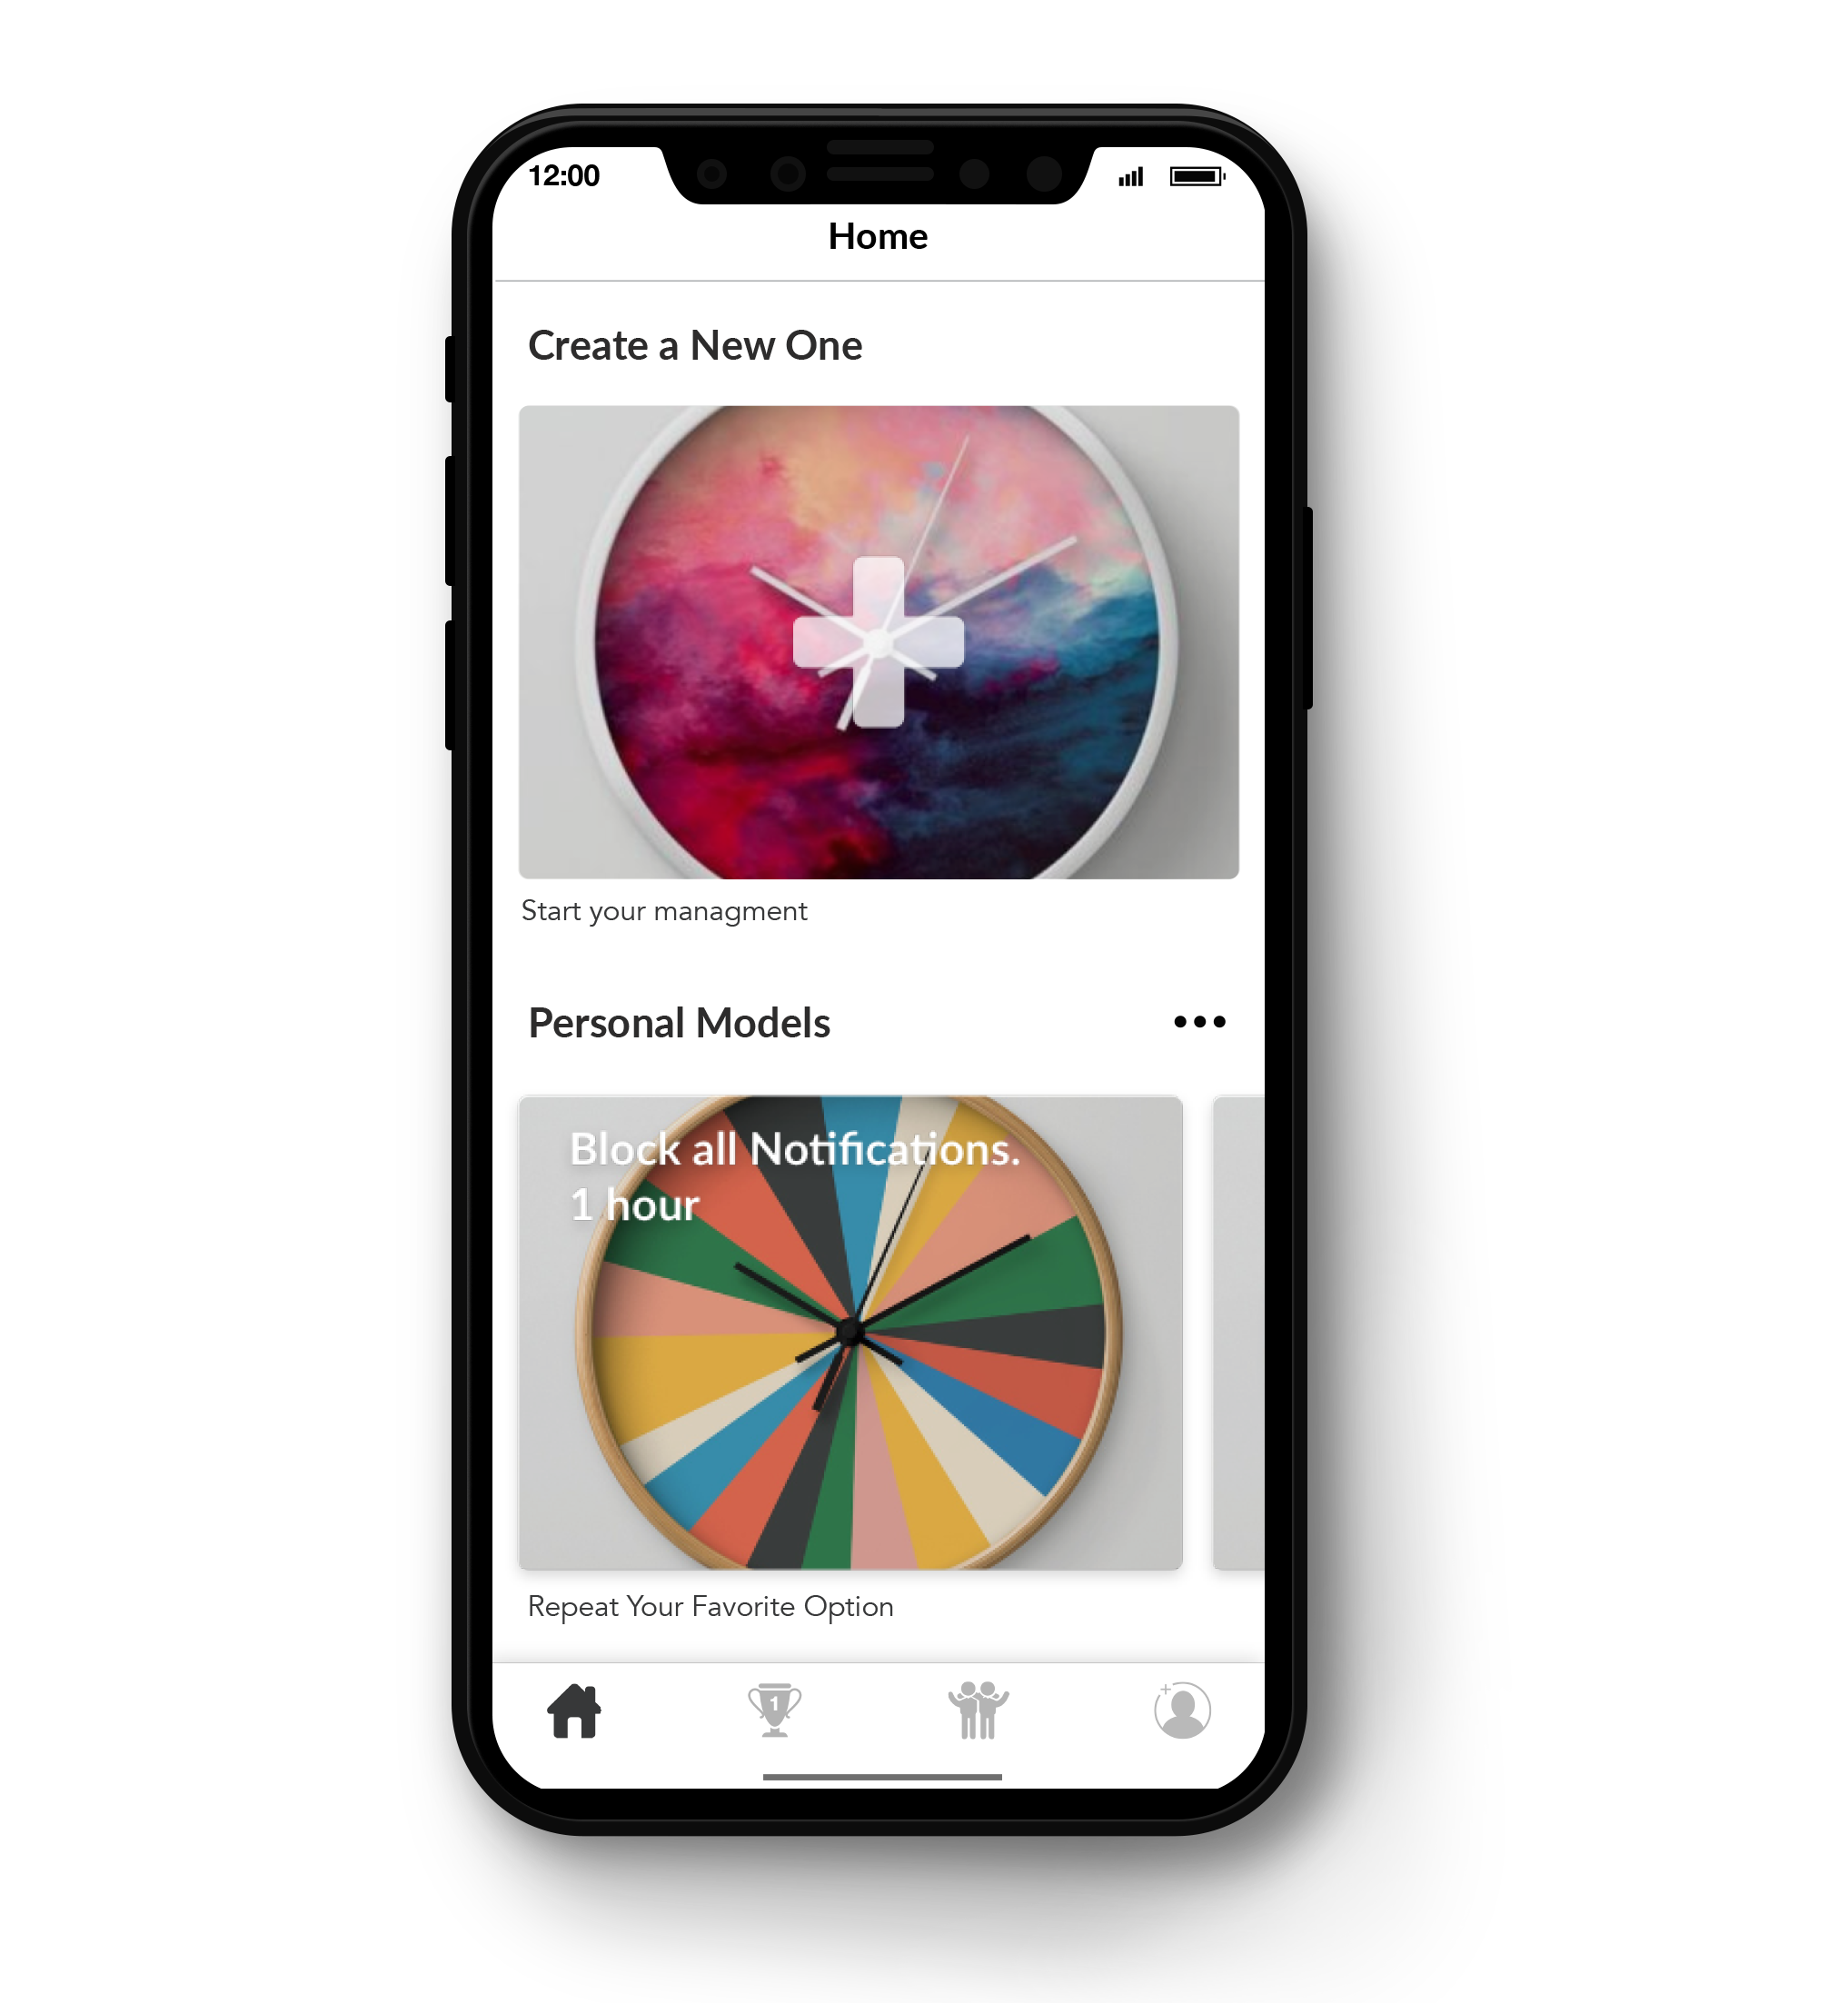 12:00
Home
Create a New One
Start your managment
Personal Models
Block all Notifications.
1 hour
Repeat Your Favorite Option
1